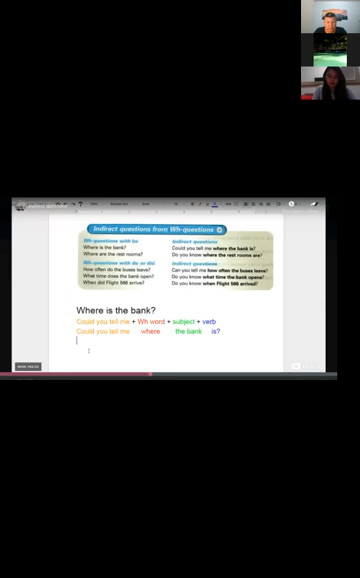 Indirect questions from Wh-questions
Wh-questions with be
Where is the bank?
Where are the rest rooms?
Wh-questions with do or did
How often do the buses leave?
What time does the bank open?
When did Flight 566 arrive?
Indirect questions
Could you tell me where the bank is?
Do you know where the rest rooms are?
Indirect questions
Can you tell me how often the buses leave?
Do you know what time the bank opens?
Do you know when Flight 566 arrived?
Where is the bank?
Could you tell me + Wh word + subject + verb
Could you tell me where the bank is?